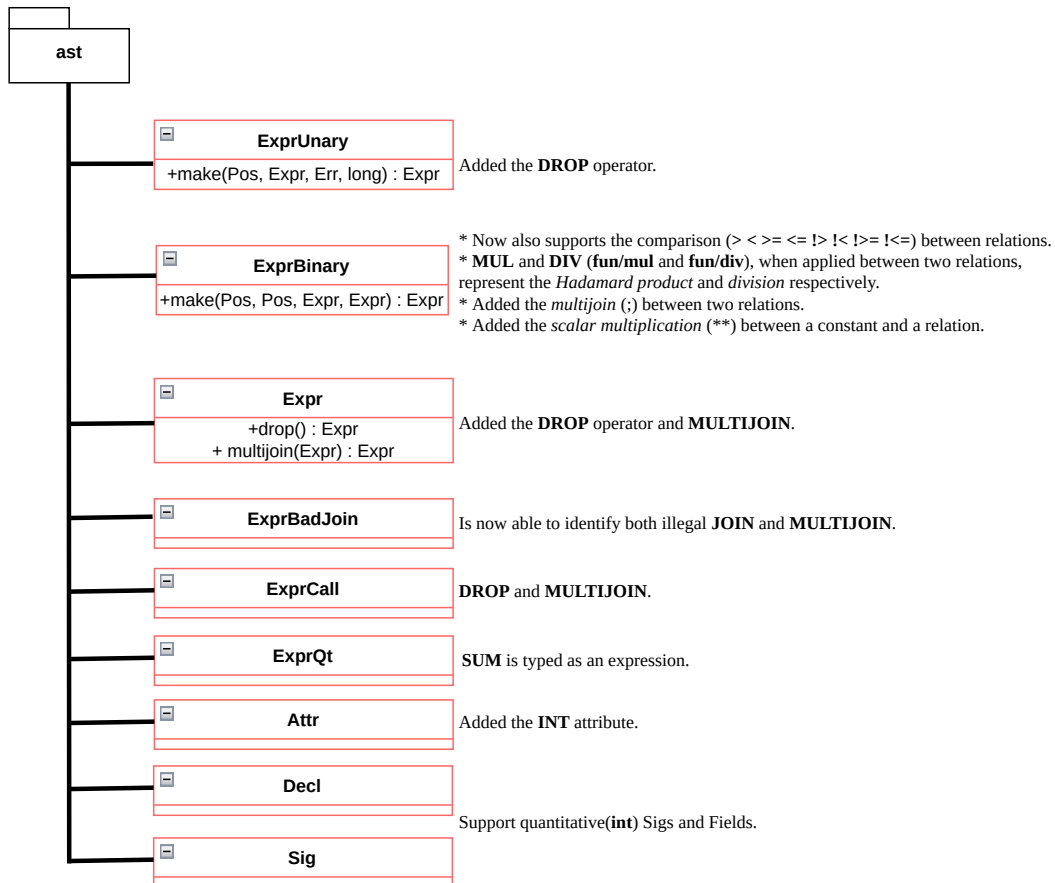 ast
ExprUnary
+make(Pos, Expr, Err, long) : Expr
Added the DROP operator.
ExprBinary
+make(Pos, Pos, Expr, Expr) : Expr
* Now also supports the comparison (> < >= <= !> !< !>= !<=) between relations.
* MUL and DIV (fun/mul and fun/div), when applied between two relations,
represent the Hadamard product and division respectively.
* Added the multijoin (;) between two relations.
* Added the scalar multiplication (**) between a constant and a relation.
Expr
+drop() : Expr
+ multijoin(Expr) : Expr
Added the DROP operator and MULTIJOIN.
ExprBadJoin
Is now able to identify both illegal JOIN and MULTIJOIN.
ExprCall
DROP and MULTIJOIN.
ExprQt
SUM is typed as an expression.
Attr
Added the INT attribute.
Decl
Support quantitative(int) Sigs and Fields.
Sig